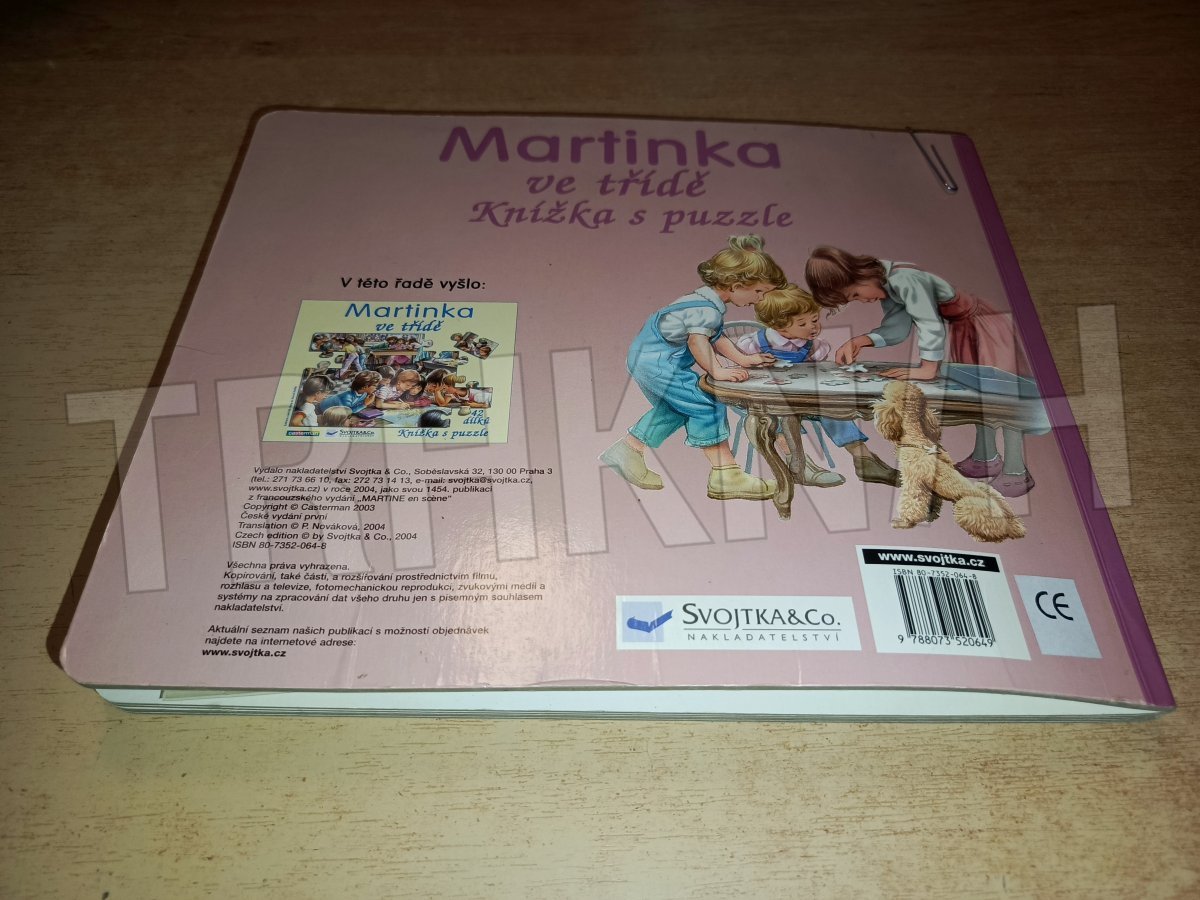 Martinka
ve třídě
Knížka s puzzle
V této řadě vyšlo:
Martinka
ve třídě
42
dílků
casterman
SVOJTKA&CO.
Knížka s puzzle
Vydalo nakladatelství Svojtka & Co., Soběslavská 32, 130 00 Praha 3
(tel.: 271 73 66 10, fax: 272 73 14 13, e-mail: svojtka@svojtka.cz,
www.svojtka.cz) v roce 2004, jako svou 1454. publikaci
z francouzského vydání „MARTINE en scène"
Copyright © Casterman 2003
České vydání první
Translation © P. Nováková, 2004
Czech edition © by Svojtka & Co., 2004
ISBN 80-7352-064-8
Všechna práva vyhrazena.
Kopírování, také částí, a rozšiřování prostřednictvím filmu,
rozhlasu a televize, fotomechanickou reprodukcí, zvukovými médii a
systémy na zpracování dat všeho druhu jen s písemným souhlasem
nakladatelství.
Aktuální seznam našich publikací s možností objednávek
najdete na internetové adrese:
www.svojtka.cz
SVOJTKA&CO.
NAKLADATELSTVÍ
www.svojtka.cz
ISBN 80-7352-064-8
9 788073 520649
CE
TRHKNIH